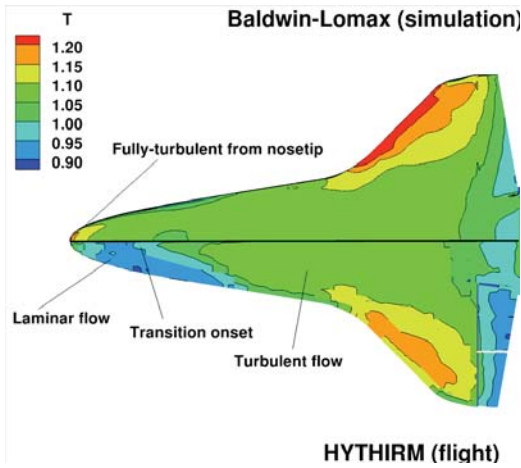 T
Baldwin-Lomax (simulation)
1.20
1.15
1.10
1.05
1.00
0.95
0.90
Fully-turbulent from nosetip
Laminar flow
Transition onset
Turbulent flow
HYTHIRM (flight)